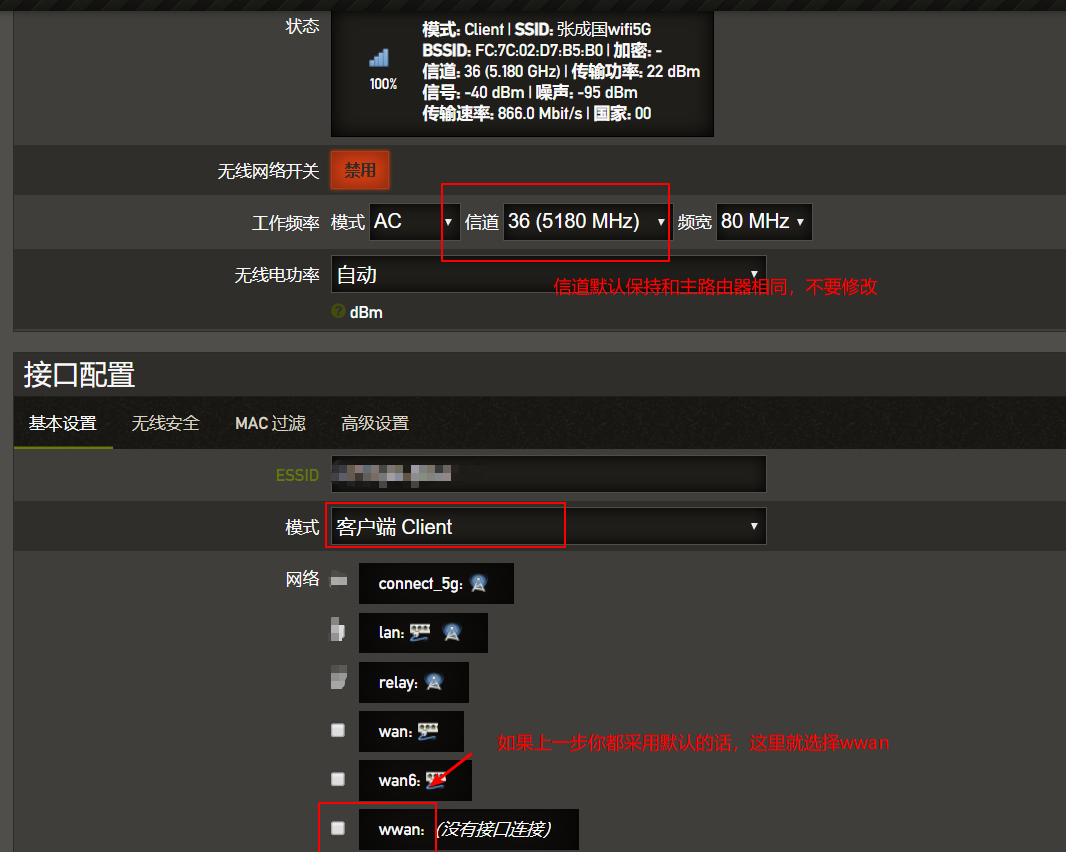 状态
100%
模式: Client | SSID: 张成国wifi5G
BSSID: FC:7C:02:D7:B5:B0 | 加密: -
信道: 36 (5.180 GHz) | 传输功率: 22 dBm
信号: -40 dBm | 噪声: -95 dBm
传输速率: 866.0 Mbit/s | 国家: 00
无线网络开关 禁用
工作频率 模式 AC 信道 36 (5180 MHz) 频宽 80 MHz
无线电功率 自动
信道默认保持和主路由器相同，不要修改
dBm
接口配置
基本设置 无线安全 MAC 过滤 高级设置
ESSID
模式 客户端 Client
网络 connect_5g:
lan:
relay:
wan:
如果上一步你都采用默认的话，这里就选择wwan
wan6:
wwan: (没有接口连接)